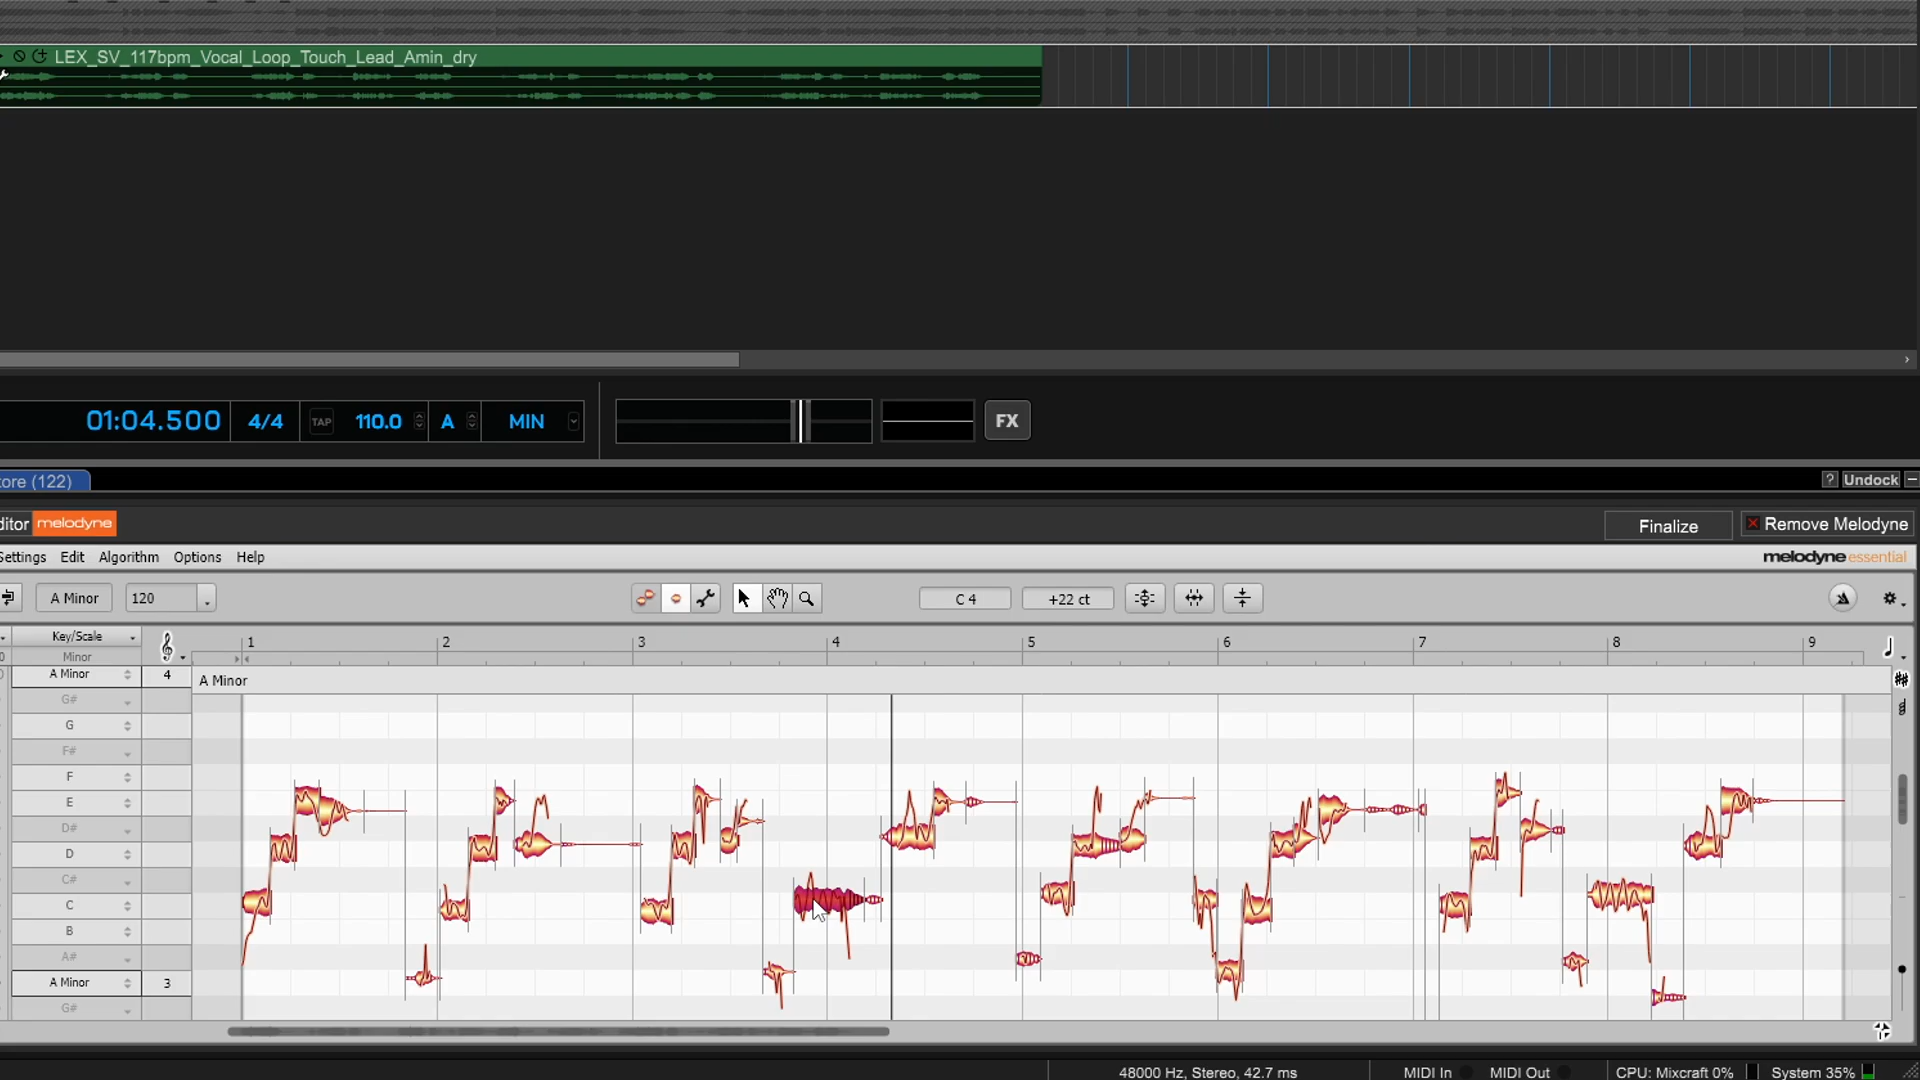 LEX_SV_117bpm_Vocal_Loop_Touch_Lead_Amin_dry
01:04.500 4/4 TAP 110.0 A MIN FX
ore (122) ? Undock
ditor melodyne Finalize Remove Melodyne
Settings Edit Algorithm Options Help melodyne essential
A Minor 120 C 4 +22 ct
Key/Scale 1 2 3 4 5 6 7 8 9
0 Minor
A Minor 4 A Minor
G#
G
F#
F
E
D#
D
C#
C
B
A#
A Minor 3
G#
48000 Hz, Stereo, 42.7 ms MIDI In MIDI Out CPU: Mixcraft 0% System 35%